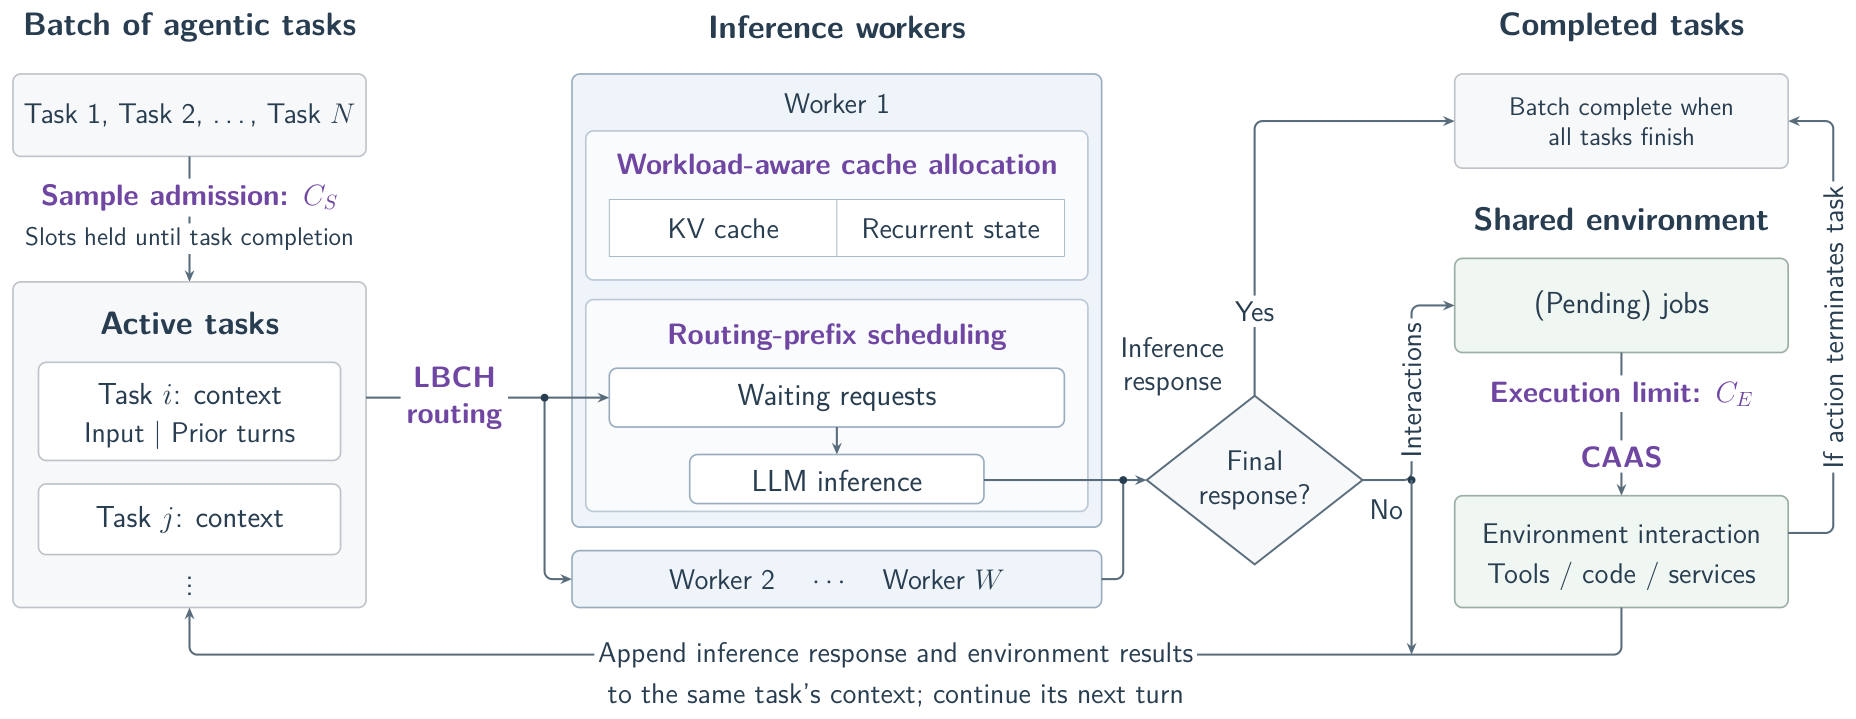 Batch of agentic tasks
Task 1, Task 2, ..., Task N
Sample admission: C_S
Slots held until task completion
Active tasks
Task i: context
Input | Prior turns
Task j: context
⋮
LBCH
routing
Inference workers
Worker 1
Workload-aware cache allocation
KV cache
Recurrent state
Routing-prefix scheduling
Waiting requests
LLM inference
Worker 2 ··· Worker W
Inference
response
Final
response?
Yes
No
Interactions
Completed tasks
Batch complete when
all tasks finish
Shared environment
(Pending) jobs
Execution limit: C_E
CAAS
Environment interaction
Tools / code / services
If action terminates task
Append inference response and environment results
to the same task's context; continue its next turn